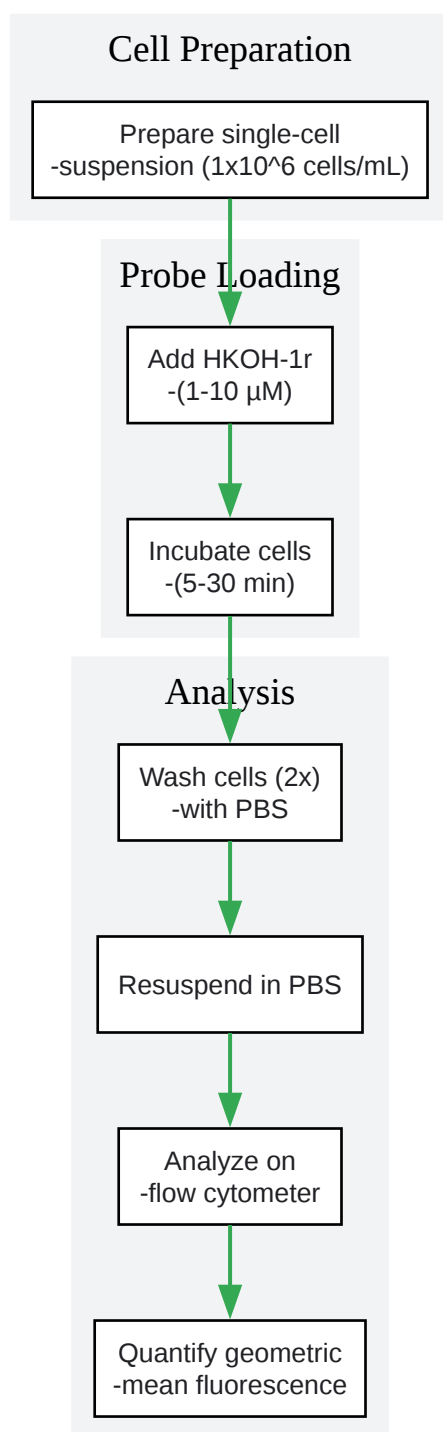 Cell Preparation
Prepare single-cell
-suspension (1x10^6 cells/mL)
Probe Loading
Add HKOH-1r
-(1-10 µM)
Incubate cells
-(5-30 min)
Analysis
Wash cells (2x)
-with PBS
Resuspend in PBS
Analyze on
-flow cytometer
Quantify geometric
-mean fluorescence